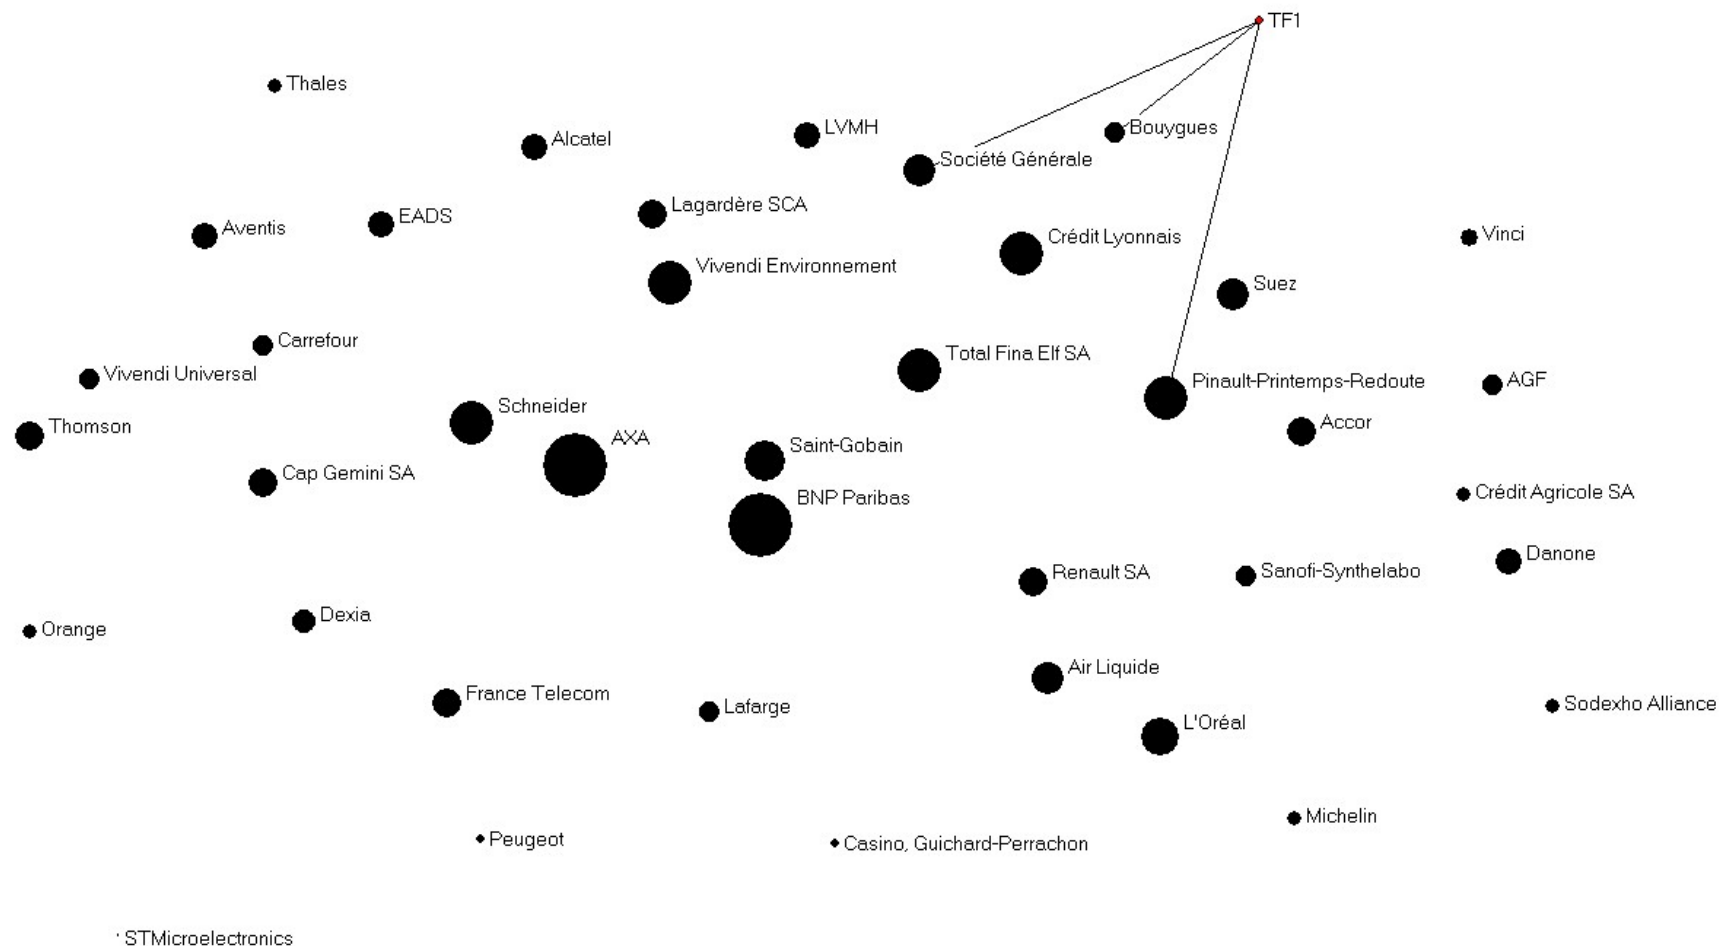 TF1
Thales
LVMH
Bouygues
Alcatel
Société Générale
Lagardère SCA
EADS
Aventis
Vinci
Crédit Lyonnais
Vivendi Environnement
Suez
Carrefour
Total Fina Elf SA
Vivendi Universal
AGF
Pinault-Printemps-Redoute
Schneider
Accor
Thomson
AXA
Saint-Gobain
Cap Gemini SA
Crédit Agricole SA
BNP Paribas
Danone
Renault SA
Sanofi-Synthelabo
Dexia
Orange
Air Liquide
France Telecom
Sodexho Alliance
Lafarge
L'Oréal
Michelin
Peugeot
Casino, Guichard-Perrachon
STMicroelectronics